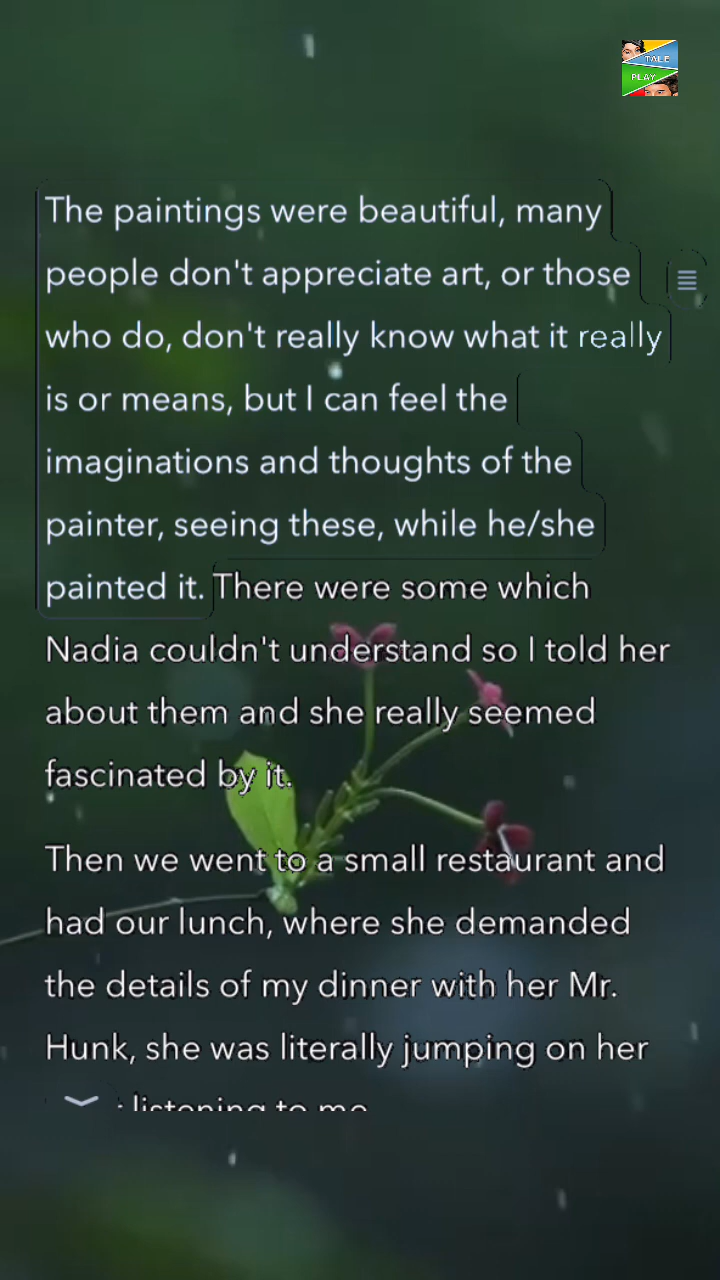 TALE
PLAY
The paintings were beautiful, many
people don't appreciate art, or those
who do, don't really know what it really
is or means, but I can feel the
imaginations and thoughts of the
painter, seeing these, while he/she
painted it. There were some which
Nadia couldn't understand so I told her
about them and she really seemed
fascinated by it.
Then we went to a small restaurant and
had our lunch, where she demanded
the details of my dinner with her Mr.
Hunk, she was literally jumping on her
listening to me